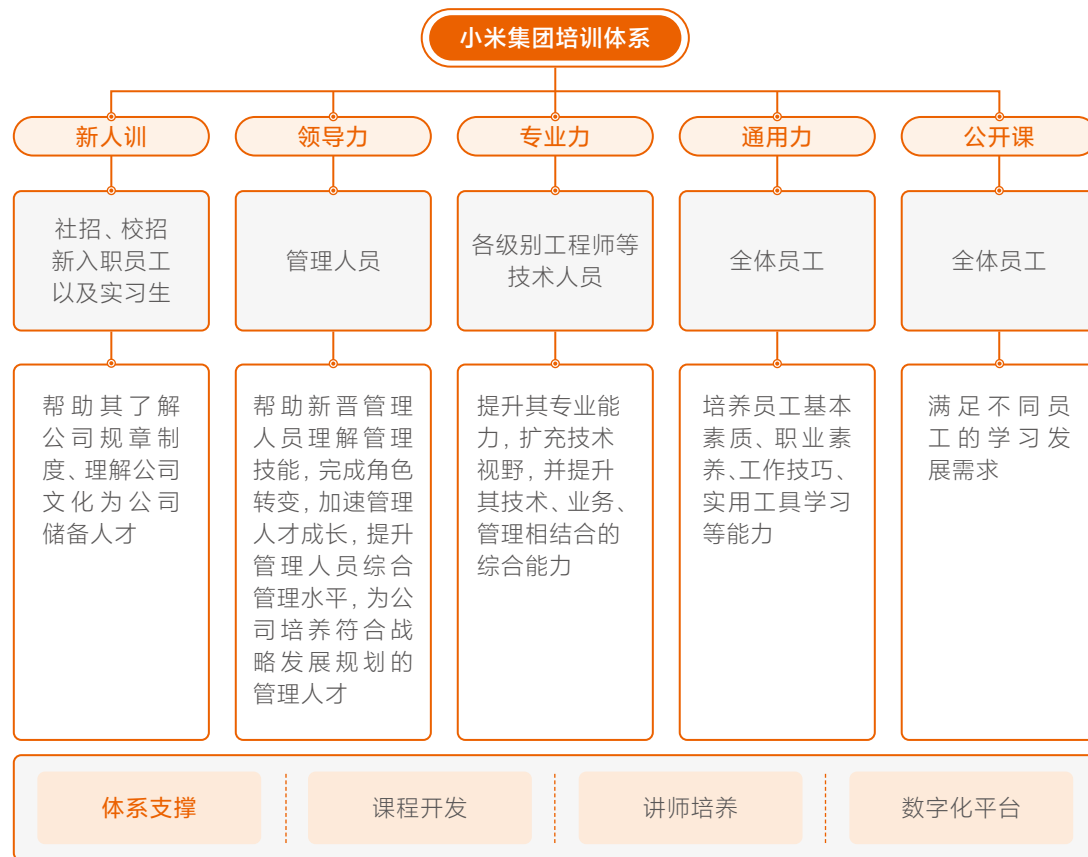 小米集团培训体系
新人训
领导力
专业力
通用力
公开课
社招、校招
新入职员工
以及实习生
管理人员
各级别工程师等
技术人员
全体员工
全体员工
帮助其了解
公司规章制
度、理解公司
文化为公司
储备人才
帮助新晋管理
人员理解管理
技能，完成角色
转变，加速管理
人才成长，提升
管理人员综合
管理水平，为公
司培养符合战
略发展规划的
管理人才
提升其专业能
力，扩充技术
视野，并提升
其技术、业务、
管理相结合的
综合能力
培养员工基本
素质、职业素
养、工作技巧、
实用工具学习
等能力
满足不同员
工的学习发
展需求
体系支撑
课程开发
讲师培养
数字化平台